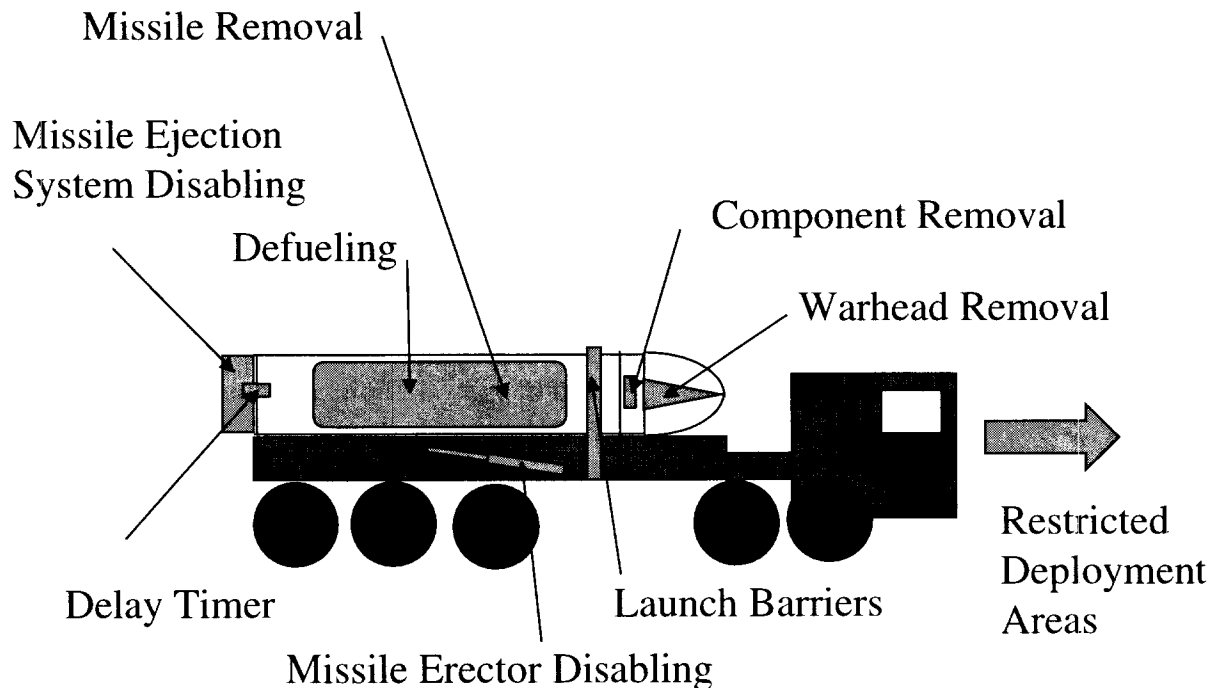 Missile Removal
Missile Ejection
System Disabling
Defueling
Component Removal
Warhead Removal
Restricted
Deployment
Areas
Delay Timer
Launch Barriers
Missile Erector Disabling